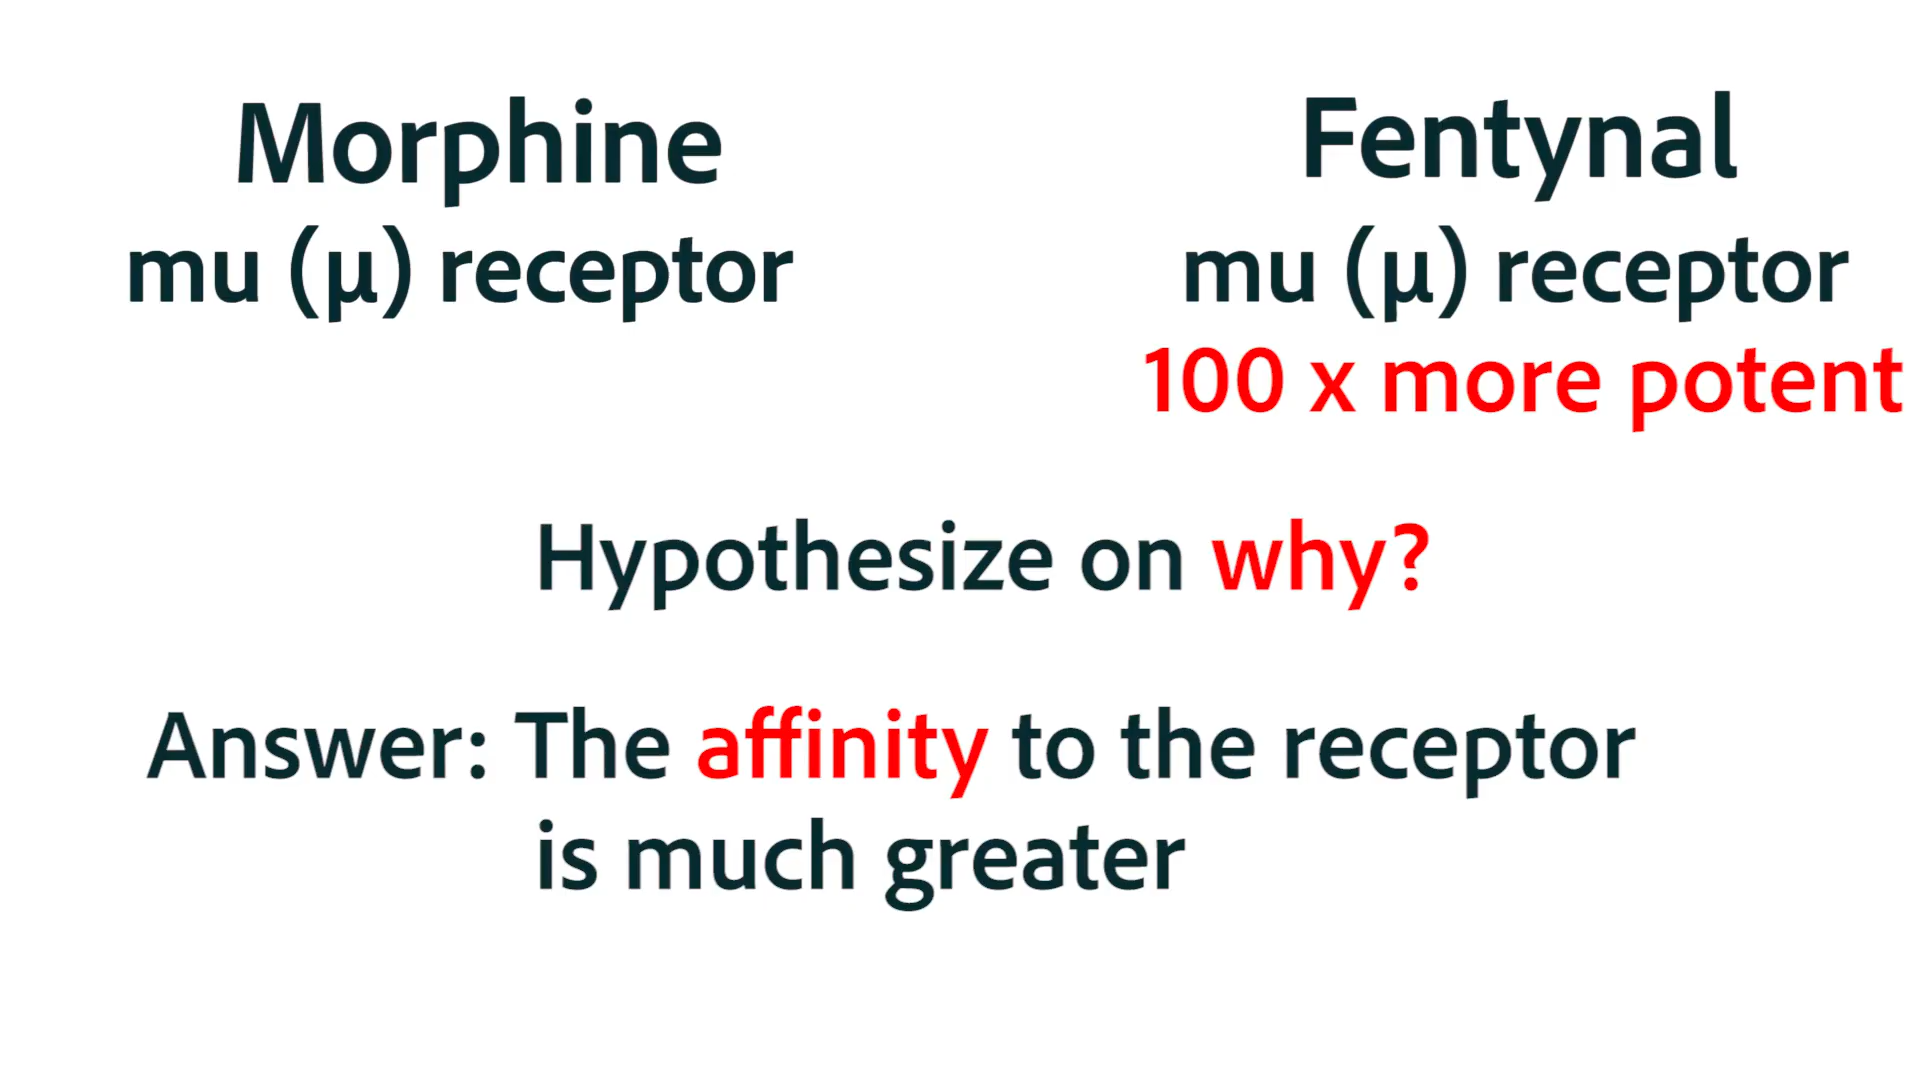 Morphine
mu (μ) receptor
Fentynal
mu (μ) receptor
100 x more potent
Hypothesize on why?
Answer: The affinity to the receptor
is much greater